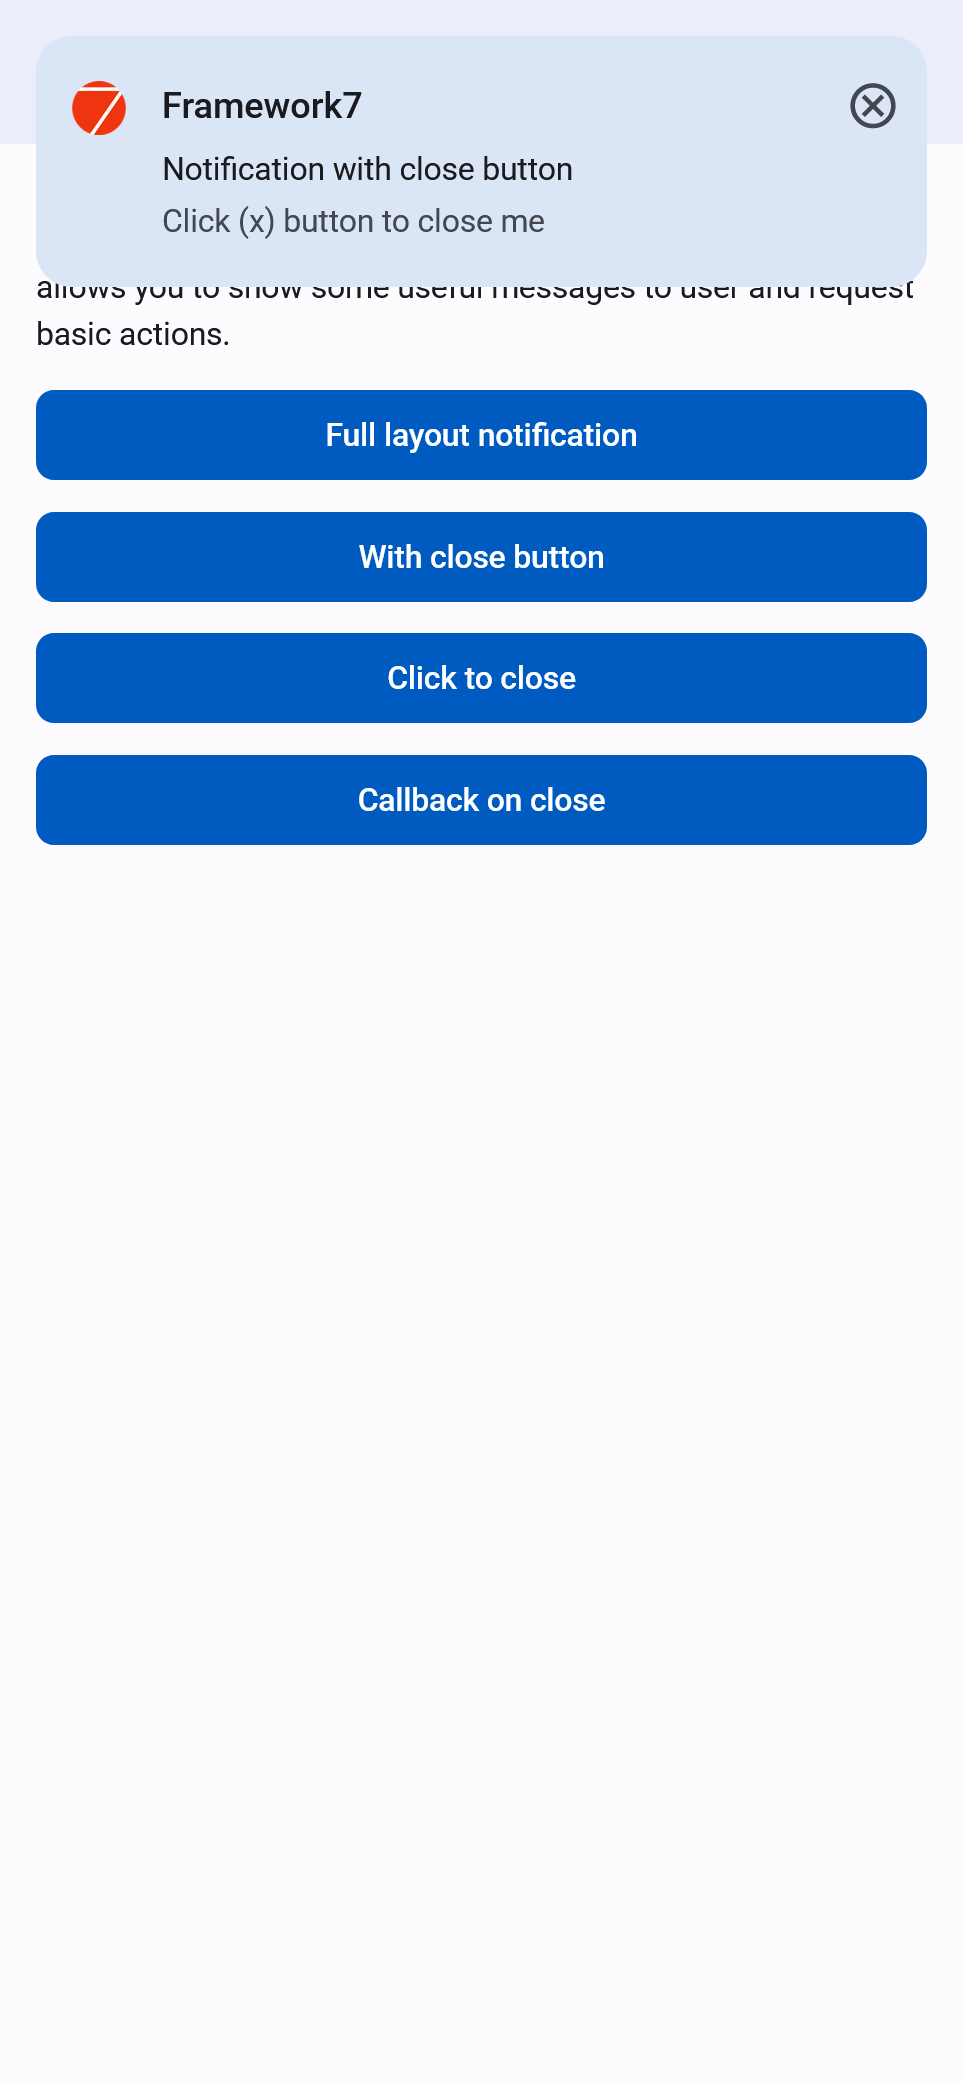 Framework7
Notification with close button
Click (x) button to close me
allows you to show some useful messages to user and request
basic actions.
Full layout notification
With close button
Click to close
Callback on close